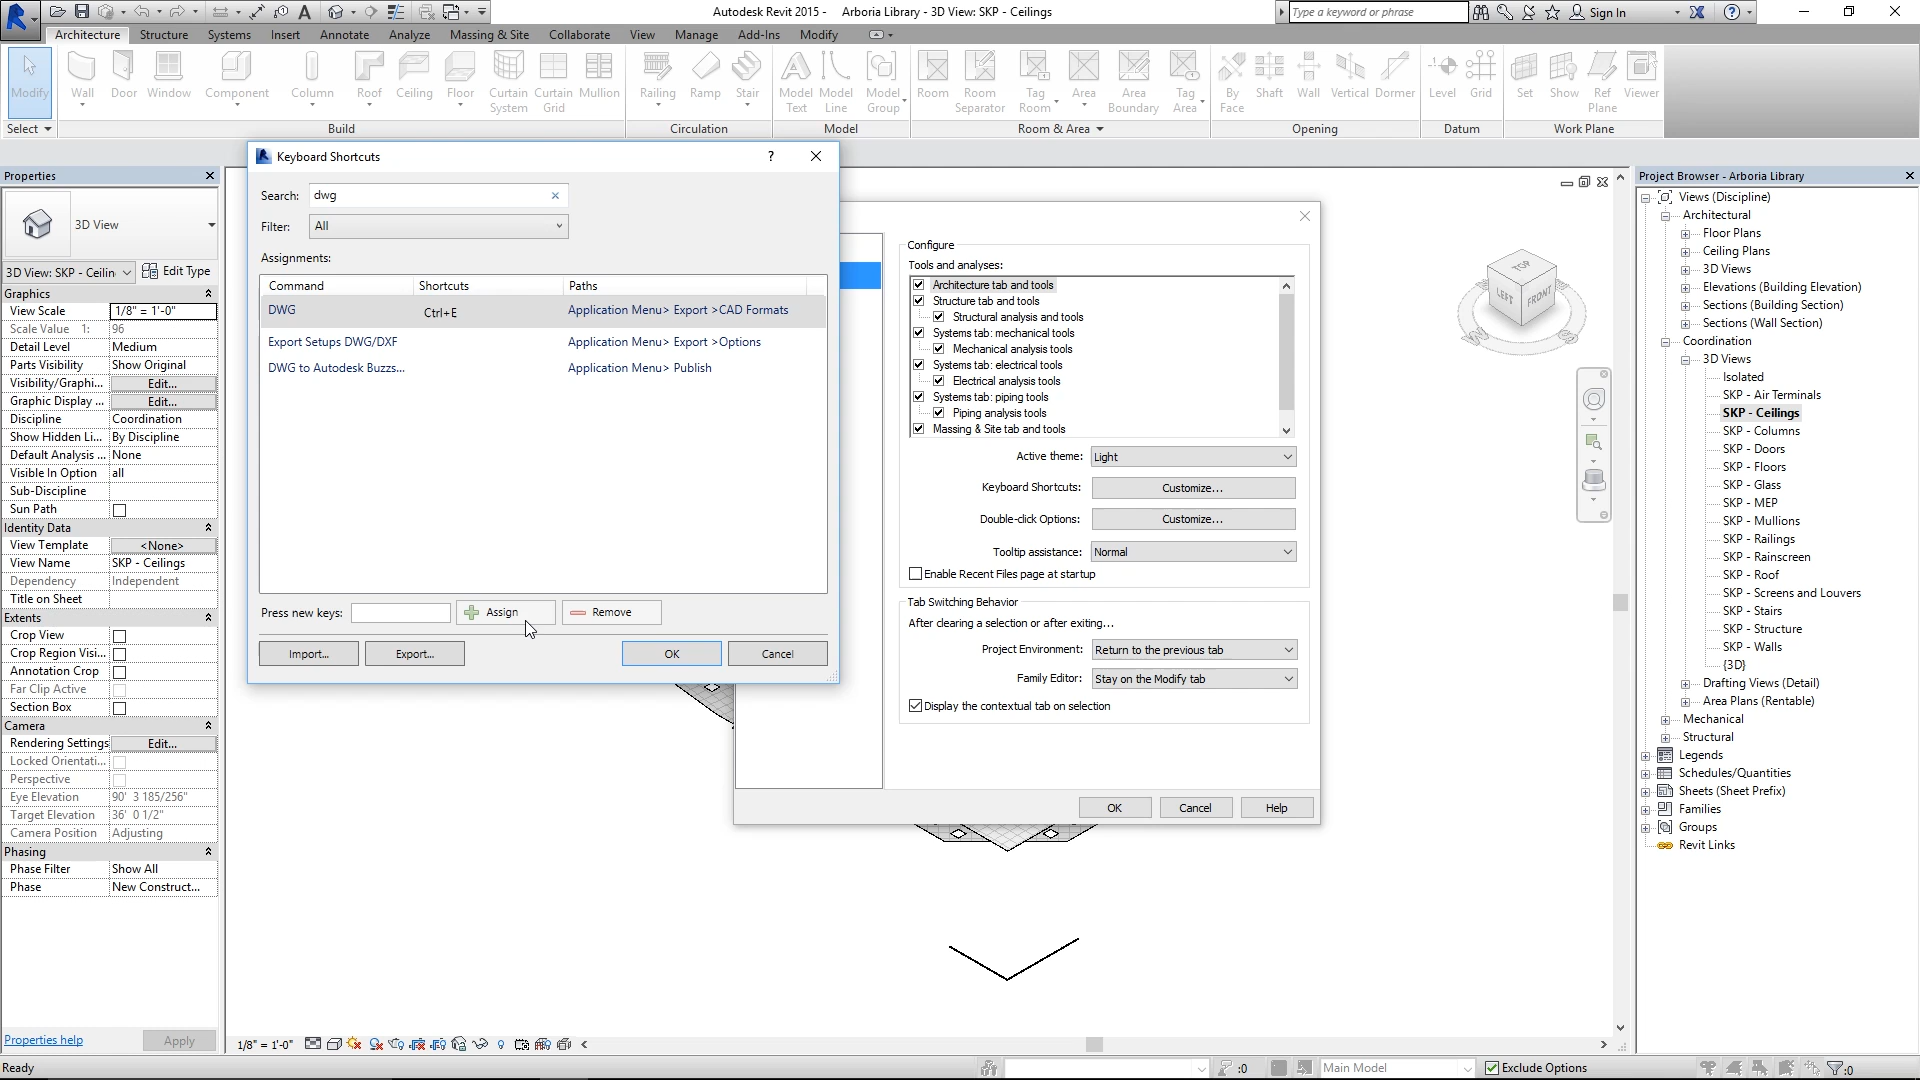 Autodesk Revit 2015 - Arboria Library - 3D View: SKP - Ceilings
Type a keyword or phrase
Sign In
Architecture Structure Systems Insert Annotate Analyze Massing & Site Collaborate View Manage Add-Ins Modify
Modify Wall Door Window Component Column Roof Ceiling Floor Curtain System Curtain Grid Mullion Railing Ramp Stair Model Text Model Line Model Group Room Room Separator Tag Room Area Area Boundary Tag Area By Face Shaft Wall Vertical Dormer Level Grid Set Show Ref Plane Viewer
Select Build Circulation Model Room & Area Opening Datum Work Plane
Properties
3D View
3D View: SKP - Ceilin Edit Type
Graphics
View Scale 1/8" = 1'-0"
Scale Value 1: 96
Detail Level Medium
Parts Visibility Show Original
Visibility/Graphi... Edit...
Graphic Display ... Edit...
Discipline Coordination
Show Hidden Li... By Discipline
Default Analysis ... None
Visible In Option all
Sub-Discipline
Sun Path
Identity Data
View Template <None>
View Name SKP - Ceilings
Dependency Independent
Title on Sheet
Extents
Crop View
Crop Region Visi...
Annotation Crop
Far Clip Active
Section Box
Camera
Rendering Settings Edit...
Locked Orientati...
Perspective
Eye Elevation 90' 3 185/256"
Target Elevation 36' 0 1/2"
Camera Position Adjusting
Phasing
Phase Filter Show All
Phase New Construct...
Properties help Apply
Keyboard Shortcuts
Search: dwg
Filter: All
Assignments:
Command Shortcuts Paths
DWG Ctrl+E Application Menu> Export >CAD Formats
Export Setups DWG/DXF Application Menu> Export >Options
DWG to Autodesk Buzzs... Application Menu> Publish
Press new keys: Assign Remove
Import... Export... OK Cancel
Configure
Tools and analyses:
Architecture tab and tools
Structure tab and tools
Structural analysis and tools
Systems tab: mechanical tools
Mechanical analysis tools
Systems tab: electrical tools
Electrical analysis tools
Systems tab: piping tools
Piping analysis tools
Massing & Site tab and tools
Active theme: Light
Keyboard Shortcuts: Customize...
Double-click Options: Customize...
Tooltip assistance: Normal
Enable Recent Files page at startup
Tab Switching Behavior
After clearing a selection or after exiting...
Project Environment: Return to the previous tab
Family Editor: Stay on the Modify tab
Display the contextual tab on selection
OK Cancel Help
TOP
LEFT FRONT
Project Browser - Arboria Library
Views (Discipline)
Architectural
Floor Plans
Ceiling Plans
3D Views
Elevations (Building Elevation)
Sections (Building Section)
Sections (Wall Section)
Coordination
3D Views
Isolated
SKP - Air Terminals
SKP - Ceilings
SKP - Columns
SKP - Doors
SKP - Floors
SKP - Glass
SKP - MEP
SKP - Mullions
SKP - Railings
SKP - Rainscreen
SKP - Roof
SKP - Screens and Louvers
SKP - Stairs
SKP - Structure
SKP - Walls
{3D}
Drafting Views (Detail)
Area Plans (Rentable)
Mechanical
Structural
Legends
Schedules/Quantities
Sheets (Sheet Prefix)
Families
Groups
Revit Links
1/8" = 1'-0"
Ready :0 Main Model Exclude Options :0